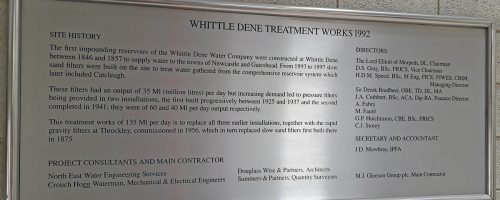 WHITTLE DENE TREATMENT WORKS 1992
SITE HISTORY
The first impounding reservoirs of the Whittle Dene Water Company were constructed at Whittle Dene
between 1846 and 1857 to supply water to the towns of Newcastle and Gateshead. From 1893 to 1897 slow
sand filters were built on the site to treat water gathered from the comprehensive reservoir system which
later included Catcleugh.
These filters had an output of 35 Ml (million litres) per day but increasing demand led to pressure filters
being provided in two installations, the first built progressively between 1925 and 1937 and the second
completed in 1941; they were of 60 and 40 Ml per day output respectively.
This treatment works of 135 Ml per day is to replace all three earlier installations, together with the rapid
gravity filters at Throckley, commissioned in 1956, which in turn replaced slow sand filters first built there
in 1875.
PROJECT CONSULTANTS AND MAIN CONTRACTOR
North East Water Engineering Services
Crouch Hogg Waterman, Mechanical & Electrical Engineers
Douglass Wise & Partners, Architects
Summers & Partners, Quantity Surveyors
DIRECTORS
The Lord Elliott of Morpeth, DL, Chairman
D.S. Gray, BSc, FRICS, Vice Chairman
H.D.M. Speed, BSc, M Eng, FICE, FIWES, CBIM,
Managing Director
Sir Derek Bradbeer, OBE, TD, DL, MA
J.A. Cuthbert, BSc, ACA, Dip BA, Finance Director
A. Fabry
M. Faurel
G.P. Hutchinson, CBE, BSc, FRICS
C.J. Storey
SECRETARY AND ACCOUNTANT
J.D. Mowbray, IPFA
M.J. Gleeson Group plc, Main Contractor